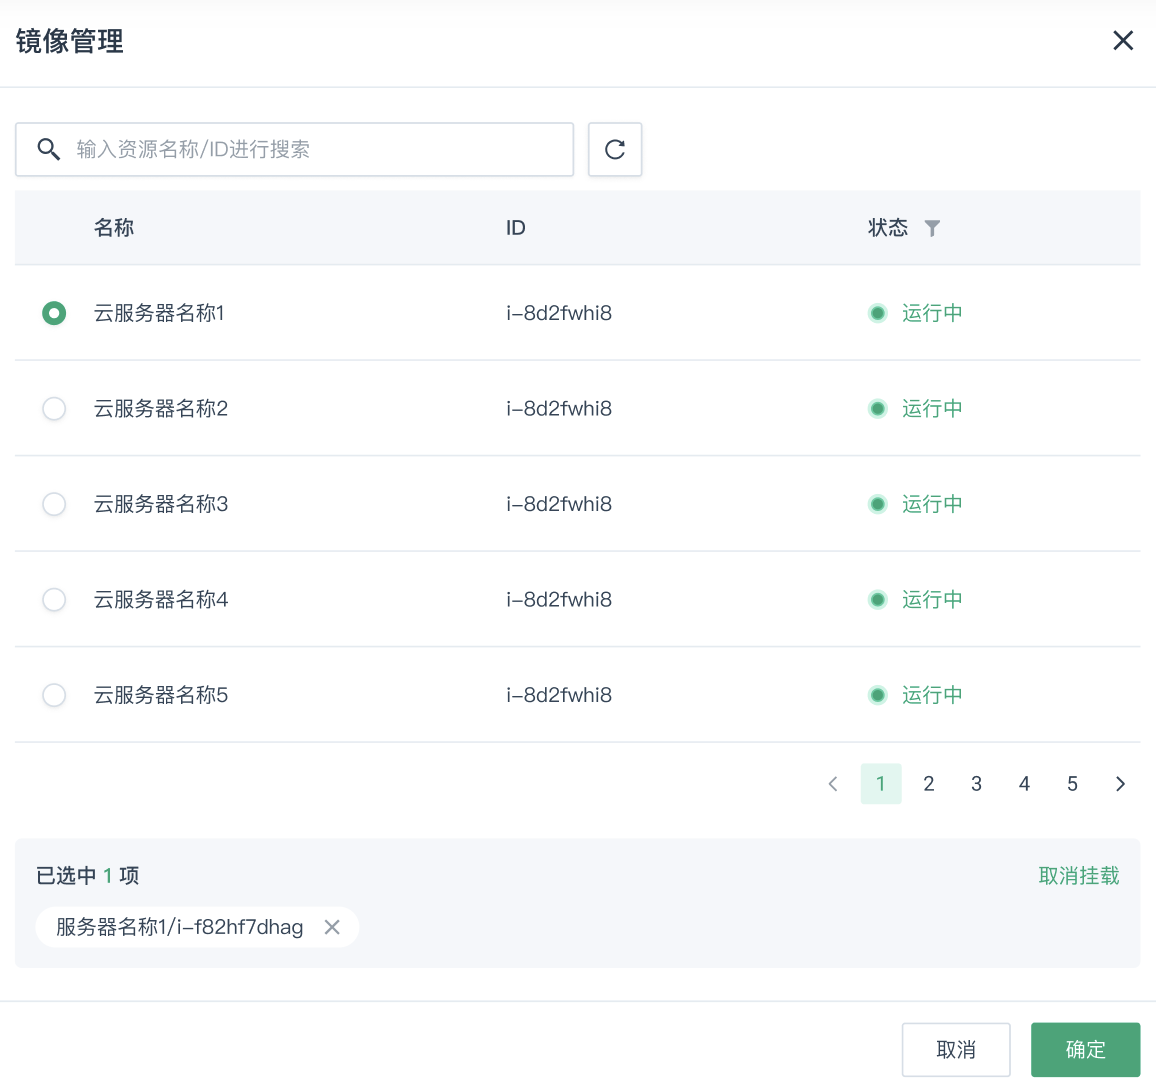 镜像管理
输入资源名称/ID进行搜索
名称 ID 状态
云服务器名称1 i-8d2fwhi8 运行中
云服务器名称2 i-8d2fwhi8 运行中
云服务器名称3 i-8d2fwhi8 运行中
云服务器名称4 i-8d2fwhi8 运行中
云服务器名称5 i-8d2fwhi8 运行中
1 2 3 4 5
已选中 1 项 取消挂载
服务器名称1/i-f82hf7dhag
取消 确定